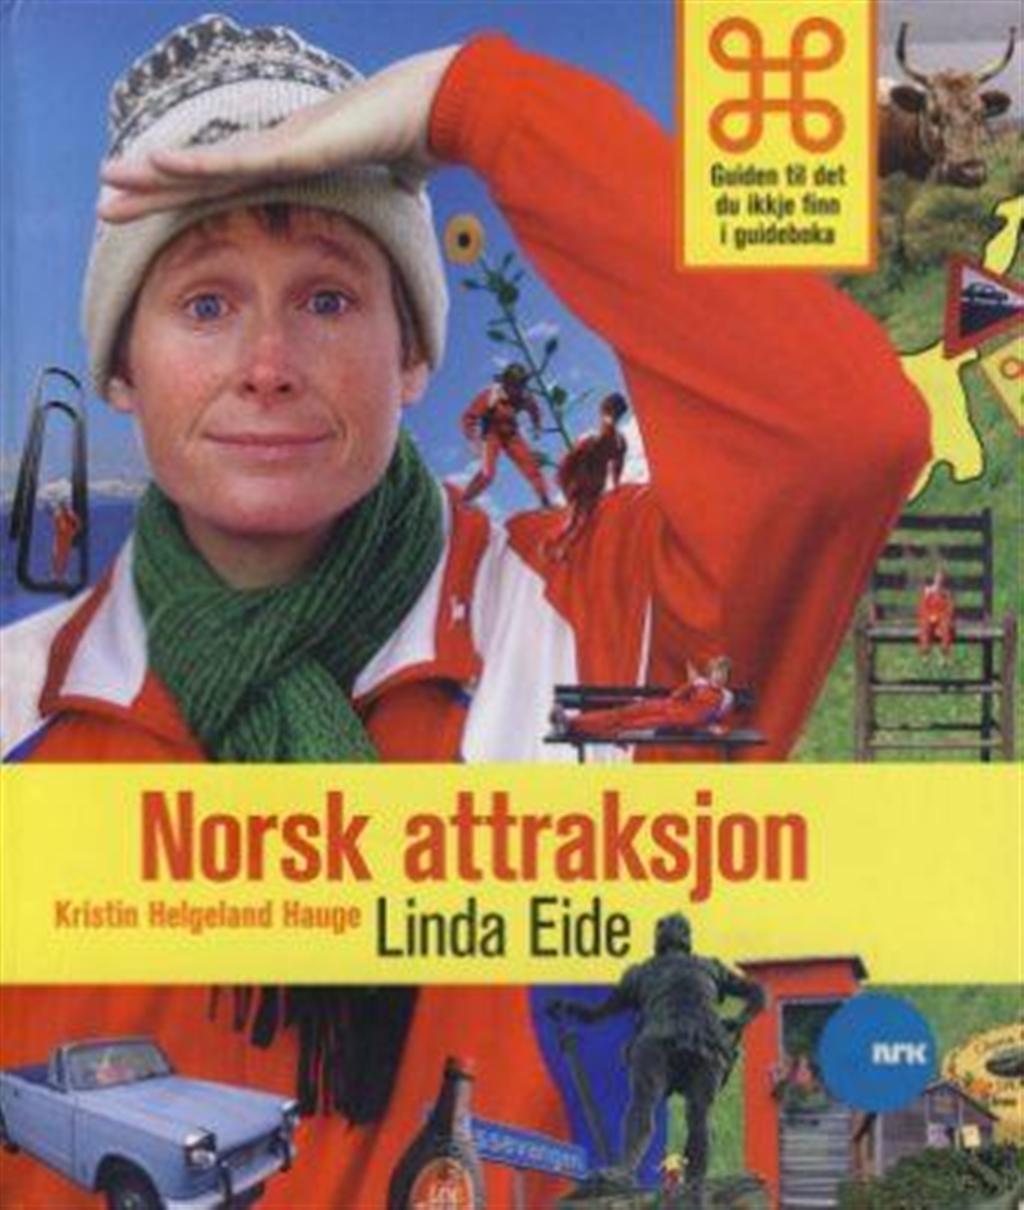 Guiden til det
du ikkje finn
i guideboka
Norsk attraksjon
Kristin Helgeland Hauge Linda Eide
nrk